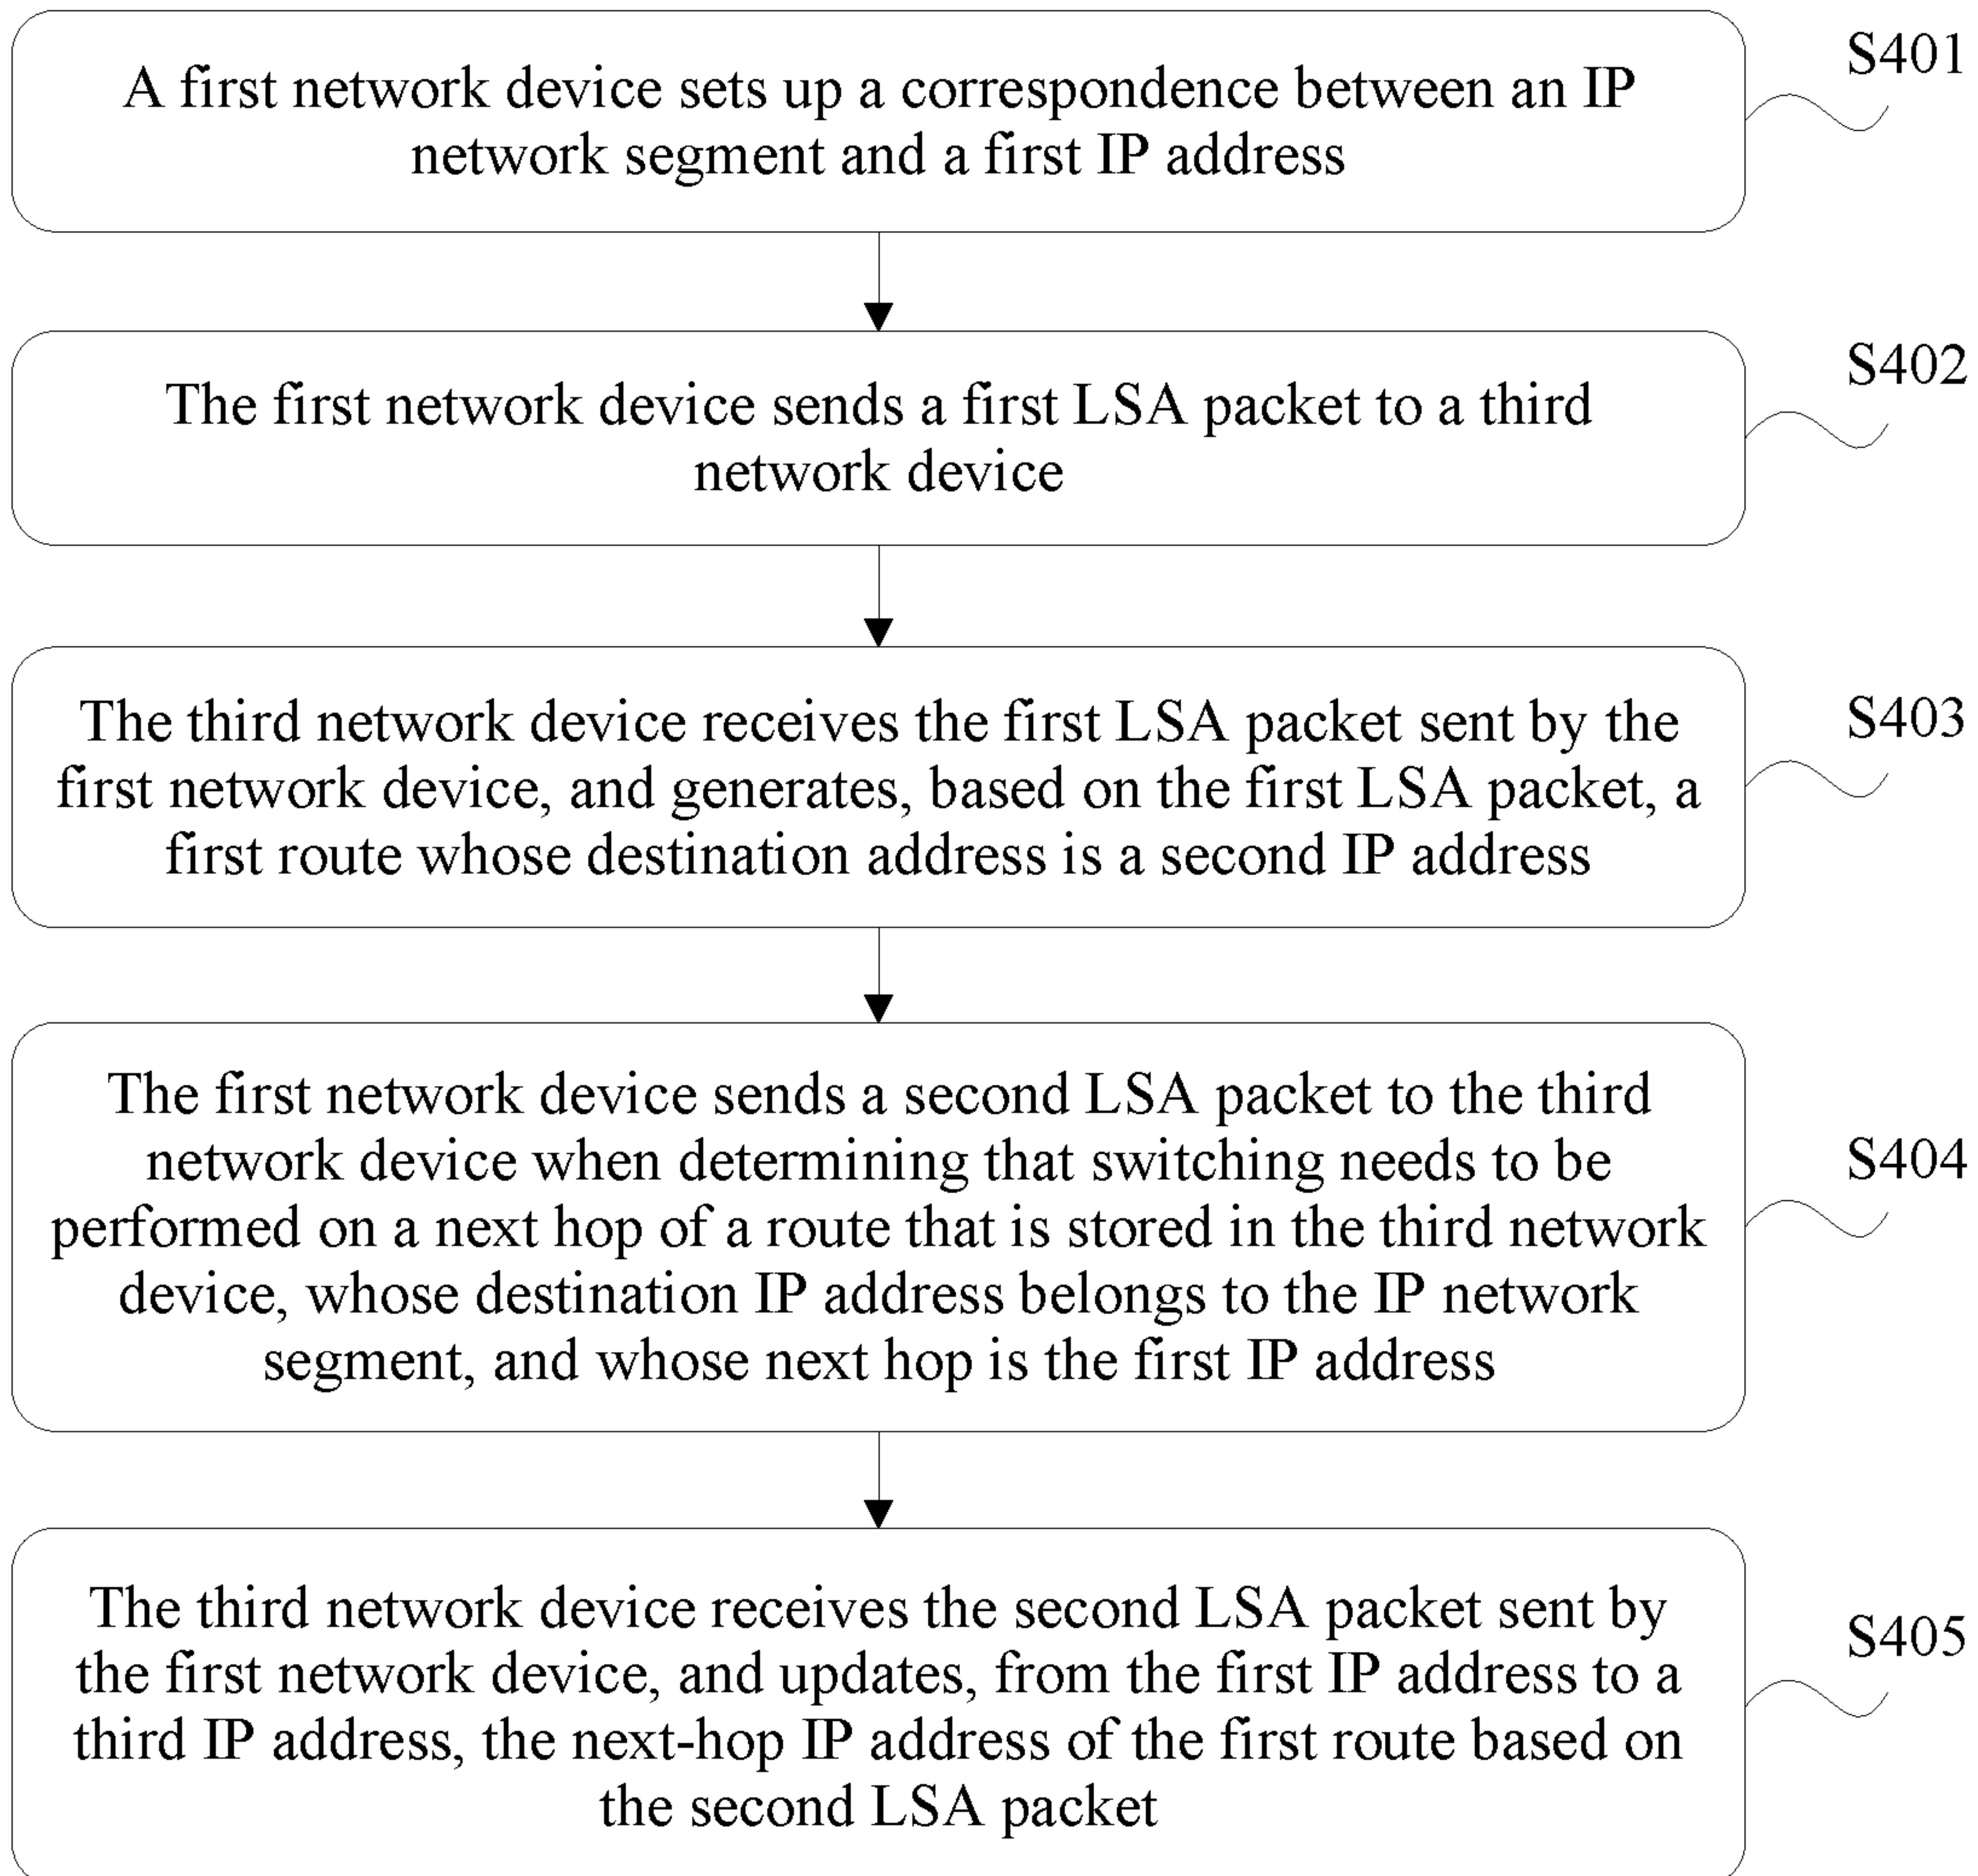 A first network device sets up a correspondence between an IP
network segment and a first IP address
S401
The first network device sends a first LSA packet to a third
network device
S402
The third network device receives the first LSA packet sent by the
first network device, and generates, based on the first LSA packet, a
first route whose destination address is a second IP address
S403
The first network device sends a second LSA packet to the third
network device when determining that switching needs to be
performed on a next hop of a route that is stored in the third network
device, whose destination IP address belongs to the IP network
segment, and whose next hop is the first IP address
S404
The third network device receives the second LSA packet sent by
the first network device, and updates, from the first IP address to a
third IP address, the next-hop IP address of the first route based on
the second LSA packet
S405